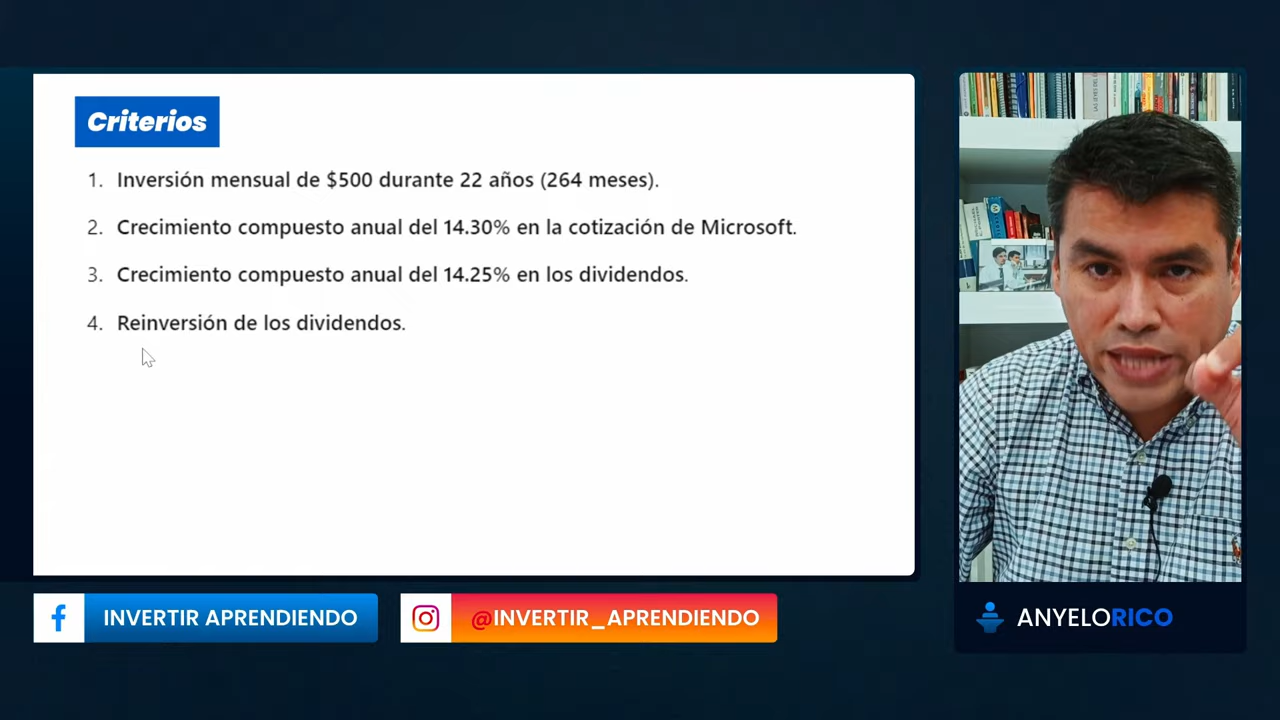 Criterios
1. Inversión mensual de $500 durante 22 años (264 meses).
2. Crecimiento compuesto anual del 14.30% en la cotización de Microsoft.
3. Crecimiento compuesto anual del 14.25% en los dividendos.
4. Reinversión de los dividendos.
INVERTIR APRENDIENDO
@INVERTIR_APRENDIENDO
ANYELORICO